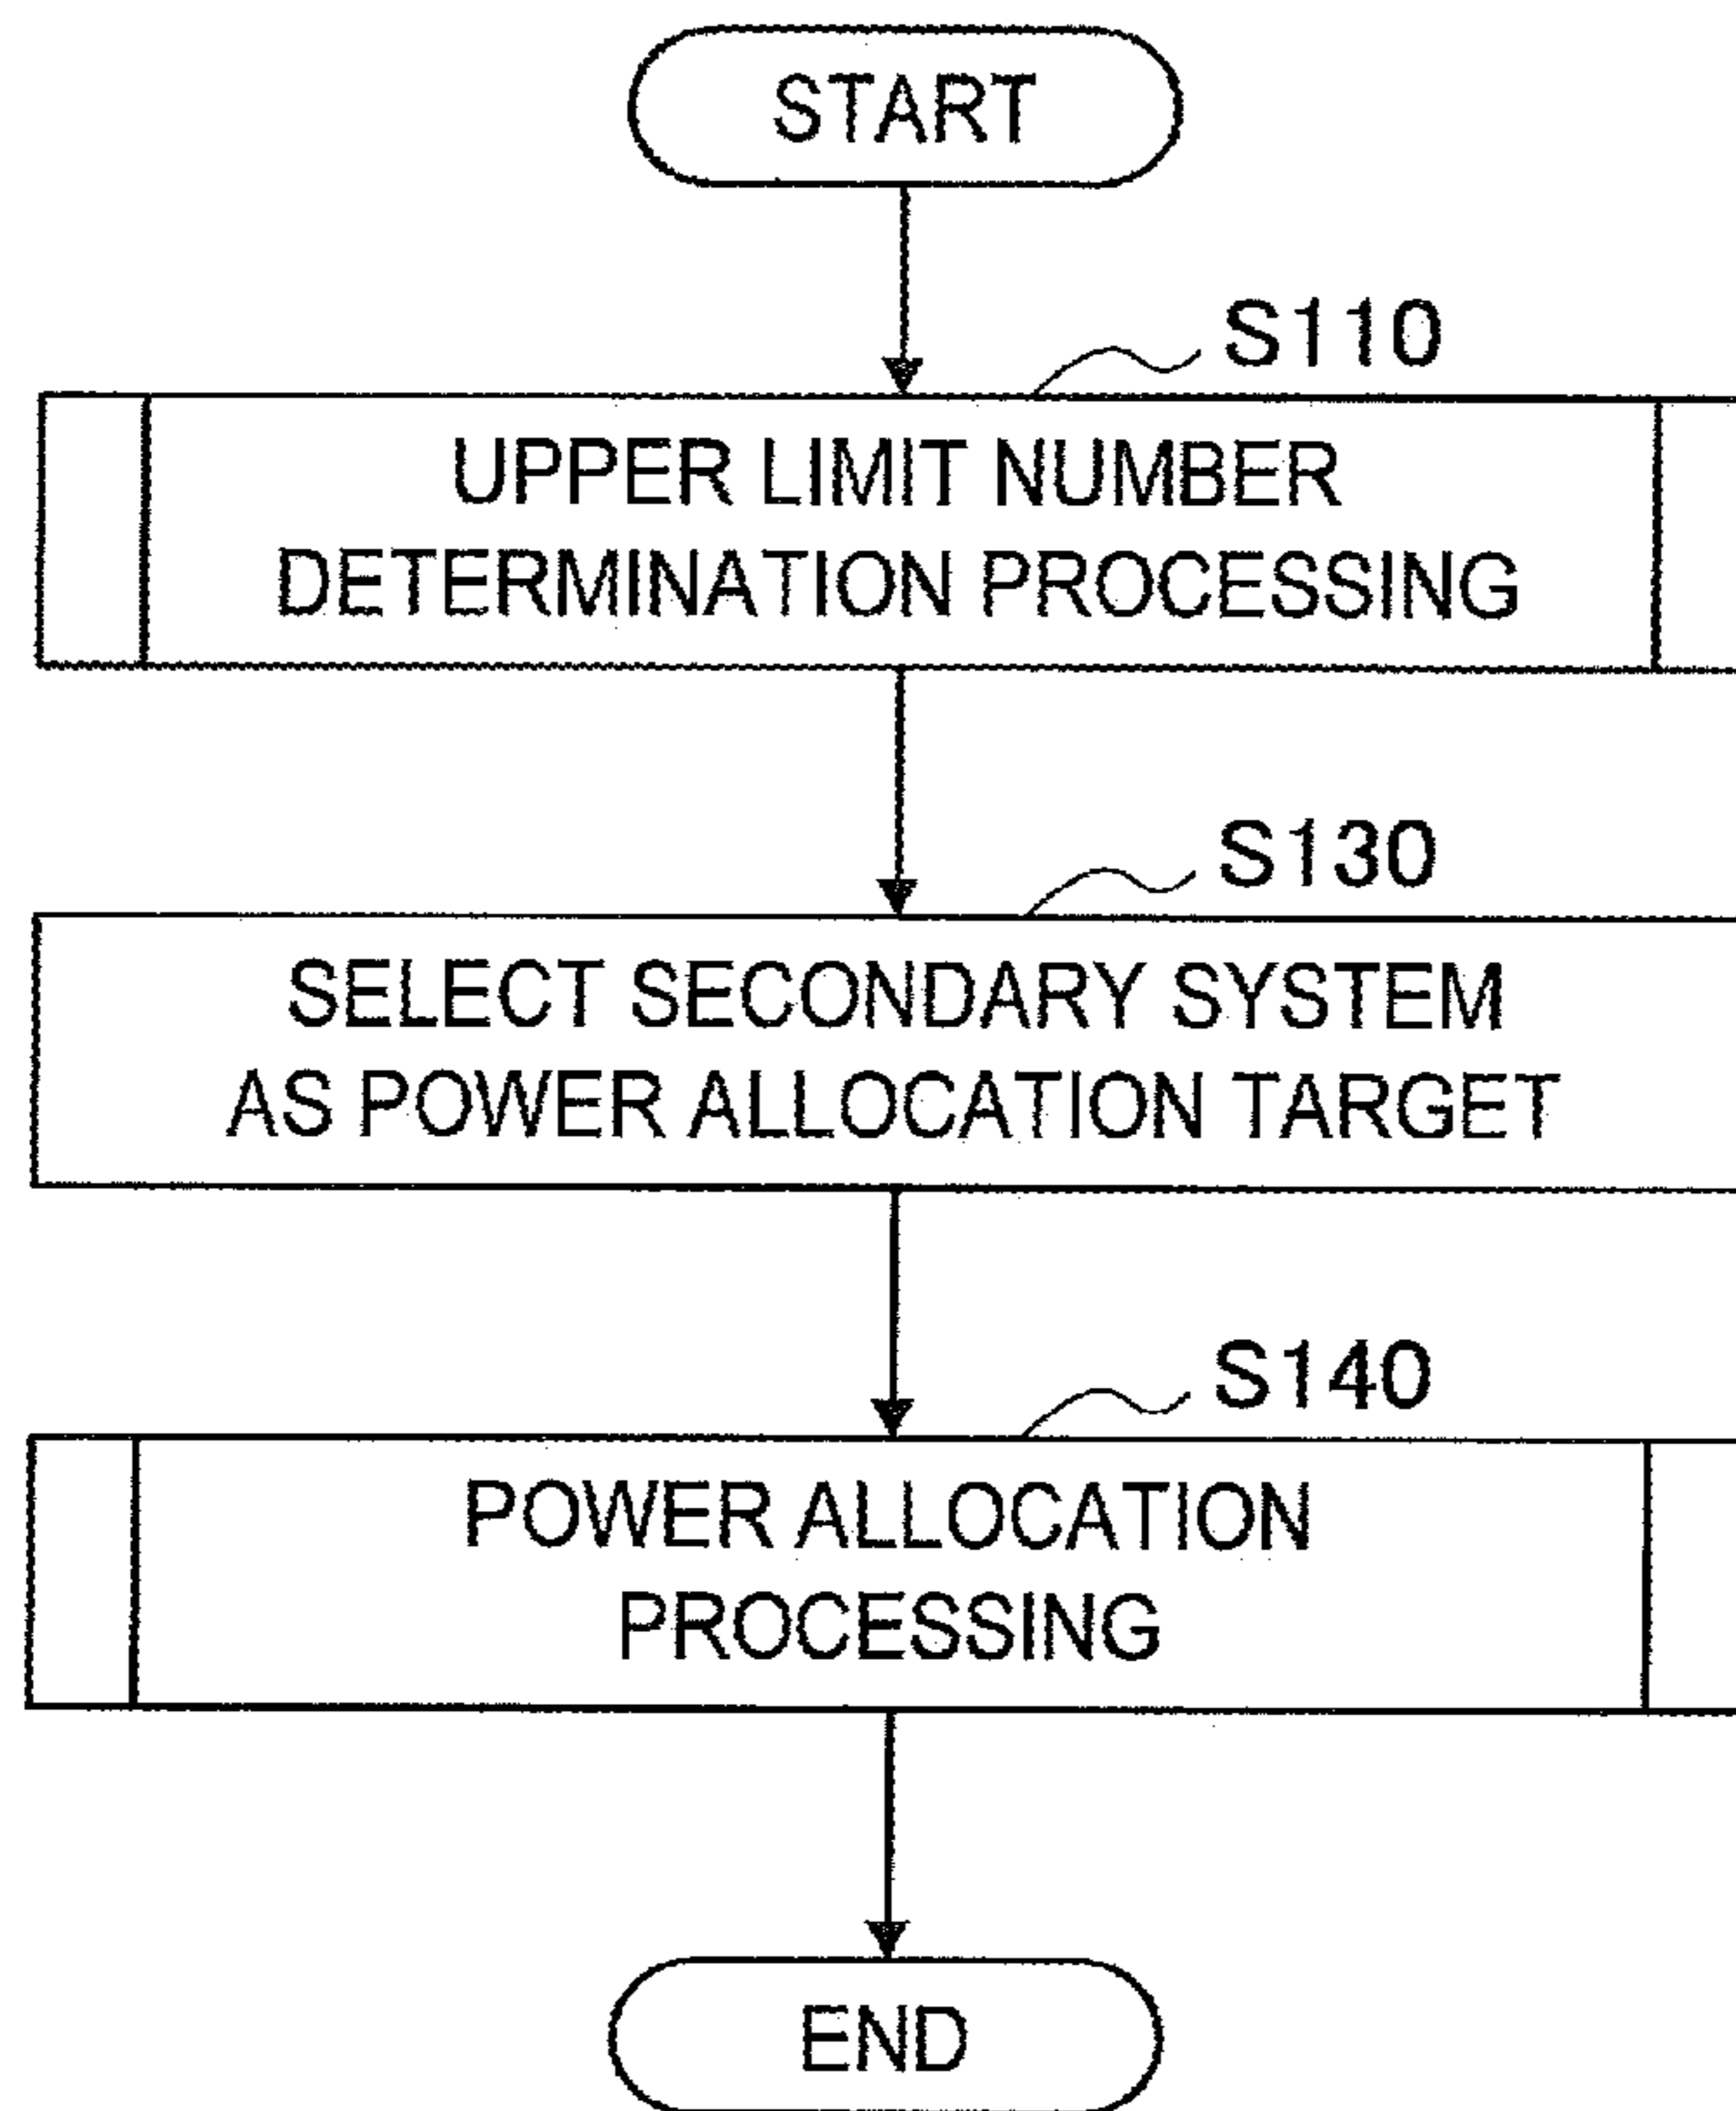 START
S110
UPPER LIMIT NUMBER
DETERMINATION PROCESSING
S130
SELECT SECONDARY SYSTEM
AS POWER ALLOCATION TARGET
S140
POWER ALLOCATION
PROCESSING
END